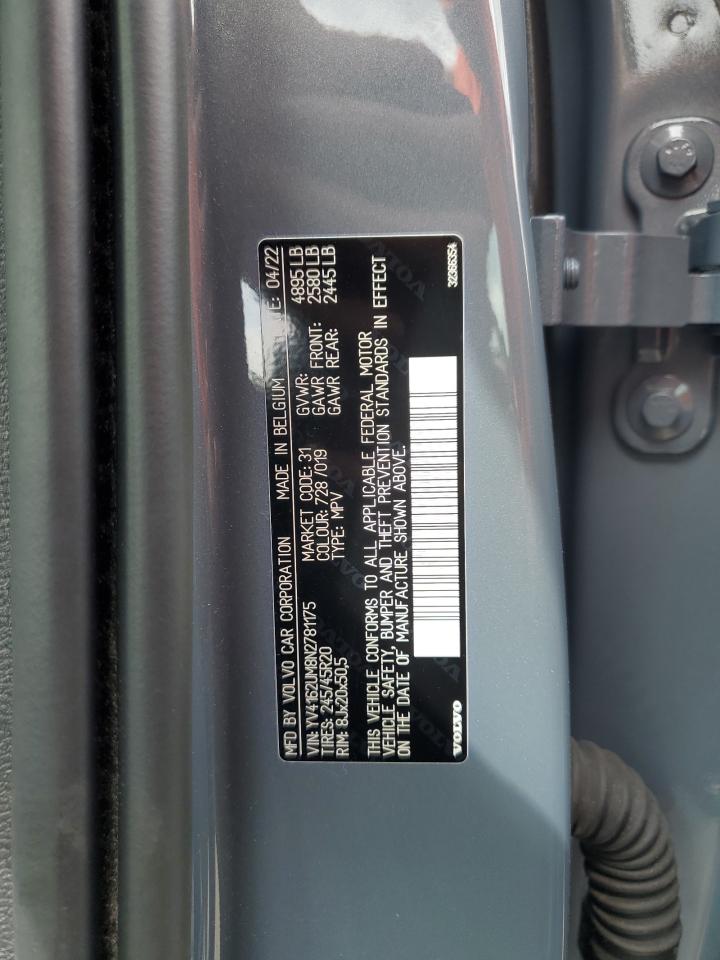 MFD BY VOLVO CAR CORPORATION MADE IN BELGIUM 04/22
VIN: YV4162UM8N2781175 MARKET CODE: 31 GVWR: 4895 LB
TIRES: 245/45R20 COLOUR: 728 7019 GAWR FRONT: 2580 LB
RIM: 8Jx20x50,5 TYPE: MPV GAWR REAR: 2445 LB
THIS VEHICLE CONFORMS TO ALL APPLICABLE FEDERAL MOTOR
VEHICLE SAFETY, BUMPER AND THEFT PREVENTION STANDARDS IN EFFECT
ON THE DATE OF MANUFACTURE SHOWN ABOVE.
VOLVO 32366354